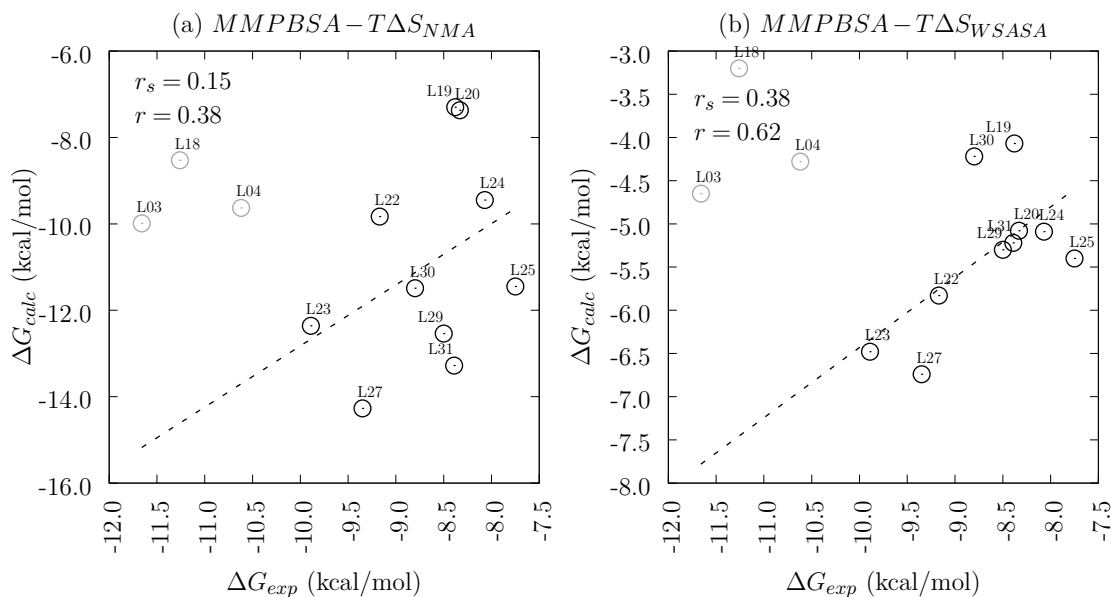 (a) MMPBSA−TΔS_NMA
-6.0
-8.0
-10.0
-12.0
-14.0
-16.0
ΔG_calc (kcal/mol)
r_s = 0.15
r = 0.38
L19
L20
L18
L24
L04
L03
L22
L30
L25
L23
L29
L31
L27
-12.0
-11.5
-11.0
-10.5
-10.0
-9.5
-9.0
-8.5
-8.0
-7.5
ΔG_exp (kcal/mol)
(b) MMPBSA−TΔS_WSASA
-3.0
-3.5
-4.0
-4.5
-5.0
-5.5
-6.0
-6.5
-7.0
-7.5
-8.0
ΔG_calc (kcal/mol)
L18
r_s = 0.38
r = 0.62
L19
L30
L04
L03
L31
L20
L24
L29
L25
L22
L23
L27
-12.0
-11.5
-11.0
-10.5
-10.0
-9.5
-9.0
-8.5
-8.0
-7.5
ΔG_exp (kcal/mol)